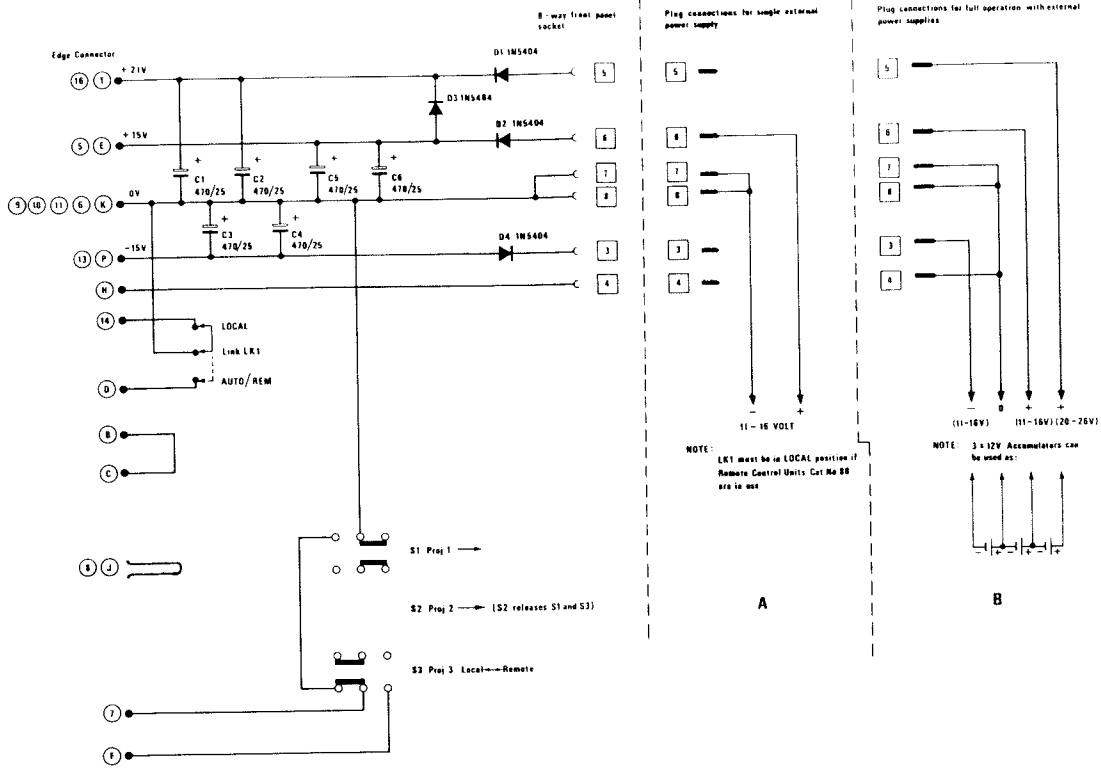 8-way front panel socket
Plug connections for single external power supply
Plug connections for full operation with external power supplies
Edge Connector
16 T +21V
D1 1N5404
5
D3 1N5404
5 E +15V
D2 1N5404
6
C1 470/25
C2 470/25
C5 470/25
C6 470/25
7
8
9 10 11 6 K 0V
C3 470/25
C4 470/25
13 P -15V
D4 1N5404
3
H
4
14
LOCAL
Link LK1
D
AUTO/REM
B
C
8 J
S1 Proj 1
S2 Proj 2 (S2 releases S1 and S3)
S3 Proj 3 Local Remote
7
F
5
6
7
8
3
4
− +
11 - 16 VOLT
NOTE:
LK1 must be in LOCAL position if
Remote Control Units Cat No 88
are in use
A
5
6
7
8
3
4
− 0 + +
(11-16V) (11-16V) (20-26V)
NOTE: 3 × 12V Accumulators can
be used as:
− + − + − +
B